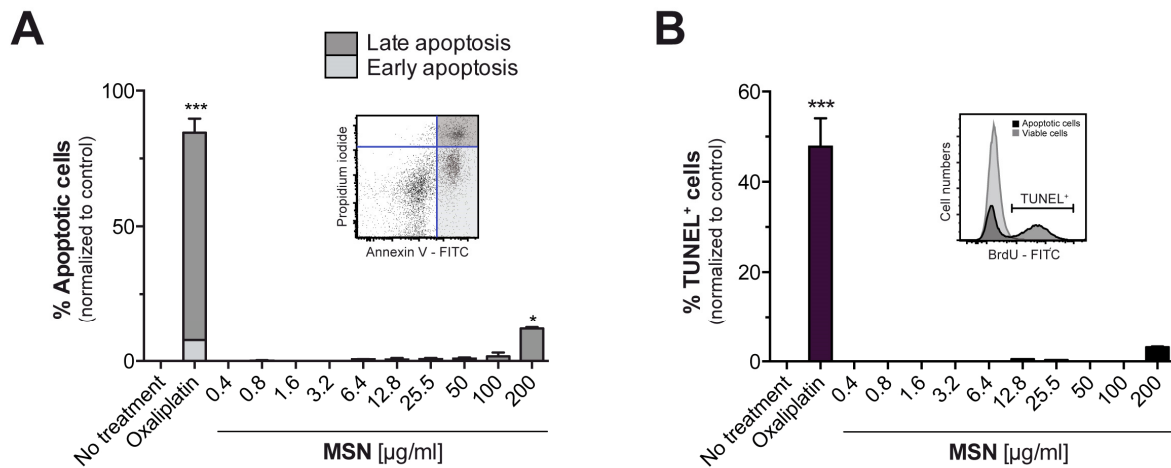 A
Late apoptosis
Early apoptosis
% Apoptotic cells
(normalized to control)
100
50
0
***
*
Propidium iodide
Annexin V - FITC
No treatment
Oxaliplatin
0.4
0.8
1.6
3.2
6.4
12.8
25.5
50
100
200
MSN [µg/ml]
B
% TUNEL⁺ cells
(normalized to control)
60
40
20
0
***
Apoptotic cells
Viable cells
Cell numbers
TUNEL⁺
BrdU - FITC
No treatment
Oxaliplatin
0.4
0.8
1.6
3.2
6.4
12.8
25.5
50
100
200
MSN [µg/ml]